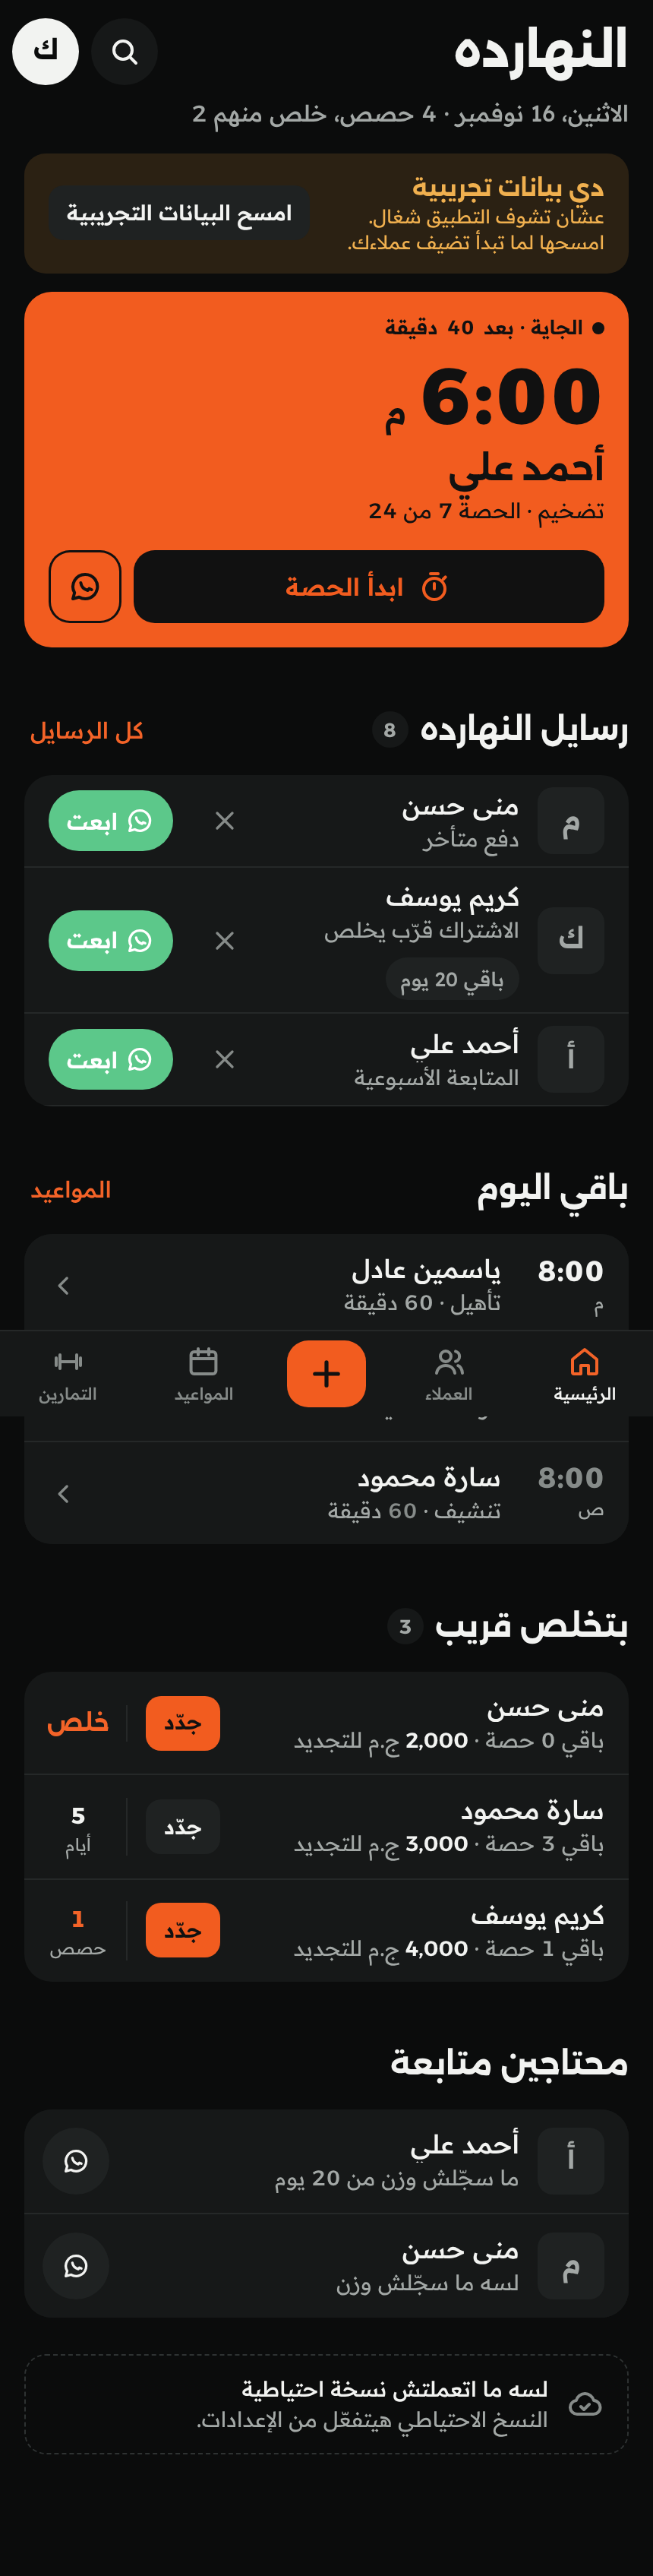 النهارده
ك
الاثنين، 16 نوفمبر · 4 حصص، خلص منهم 2
دي بيانات تجريبية
عشان تشوف التطبيق شغال.
امسحها لما تبدأ تضيف عملاءك.
امسح البيانات التجريبية
الجاية · بعد 40 دقيقة
6:00 م
أحمد علي
تضخيم · الحصة 7 من 24
ابدأ الحصة
رسايل النهارده 8
كل الرسايل
م
منى حسن
دفع متأخر
ابعت
ك
كريم يوسف
الاشتراك قرّب يخلص
باقي 20 يوم
ابعت
أ
أحمد علي
المتابعة الأسبوعية
ابعت
باقي اليوم
المواعيد
8:00
م
ياسمين عادل
تأهيل · 60 دقيقة
الرئيسية
العملاء
المواعيد
التمارين
8:00
ص
سارة محمود
تنشيف · 60 دقيقة
بتخلص قريب 3
منى حسن
باقي 0 حصة · 2,000 ج.م للتجديد
جدّد
خلص
سارة محمود
باقي 3 حصة · 3,000 ج.م للتجديد
جدّد
5
أيام
كريم يوسف
باقي 1 حصة · 4,000 ج.م للتجديد
جدّد
1
حصص
محتاجين متابعة
أ
أحمد علي
ما سجّلش وزن من 20 يوم
م
منى حسن
لسه ما سجّلش وزن
لسه ما اتعملتش نسخة احتياطية
النسخ الاحتياطي هيتفعّل من الإعدادات.